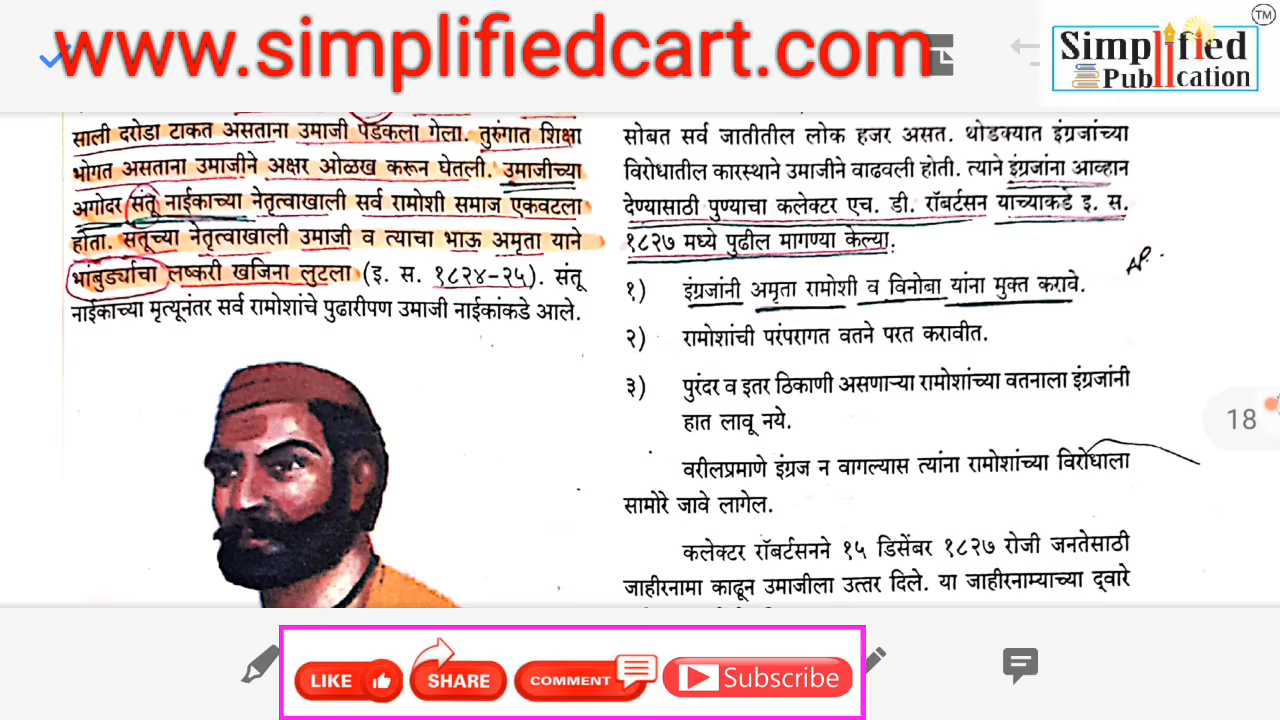 www.simplifiedcart.com
Simplified
Publication
TM
साली दरोडा टाकत असताना उमाजी पकडला गेला. तुरुंगात शिक्षा
भोगत असताना उमाजीने अक्षर ओळख करून घेतली. उमाजीच्या
अगोदर संतू नाईकाच्या नेतृत्वाखाली सर्व रामोशी समाज एकवटला
होता. संतूच्या नेतृत्वाखाली उमाजी व त्याचा भाऊ अमृता याने
भांबुर्ड्याचा लष्करी खजिना लुटला (इ. स. १८२४-२५). संतू
नाईकाच्या मृत्यूनंतर सर्व रामोशांचे पुढारीपण उमाजी नाईकांकडे आले.
सोबत सर्व जातीतील लोक हजर असत. थोडक्यात इंग्रजांच्या
विरोधातील कारस्थाने उमाजीने वाढवली होती. त्याने इंग्रजांना आव्हान
देण्यासाठी पुण्याचा कलेक्टर एच. डी. रॉबर्टसन याच्याकडे इ. स.
१८२७ मध्ये पुढील मागण्या केल्या.
१) इंग्रजांनी अमृता रामोशी व विनोबा यांना मुक्त करावे.
२) रामोशांची परंपरागत वतने परत करावीत.
३) पुरंदर व इतर ठिकाणी असणाऱ्या रामोशांच्या वतनाला इंग्रजांनी
हात लावू नये.
वरीलप्रमाणे इंग्रज न वागल्यास त्यांना रामोशांच्या विरोधाला
सामोरे जावे लागेल.
कलेक्टर रॉबर्टसनने १५ डिसेंबर १८२७ रोजी जनतेसाठी
जाहीरनामा काढून उमाजीला उत्तर दिले. या जाहीरनाम्याच्या द्वारे
18
LIKE
SHARE
COMMENT
Subscribe